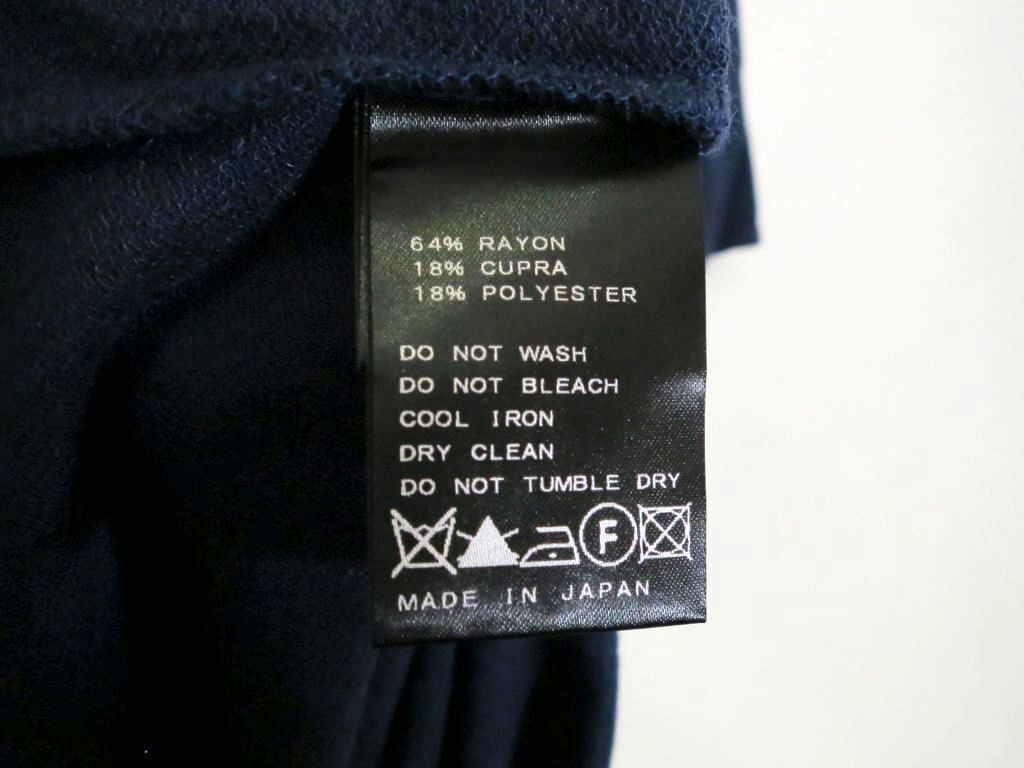 64% RAYON
18% CUPRA
18% POLYESTER
DO NOT WASH
DO NOT BLEACH
COOL IRON
DRY CLEAN
DO NOT TUMBLE DRY
F
MADE IN JAPAN